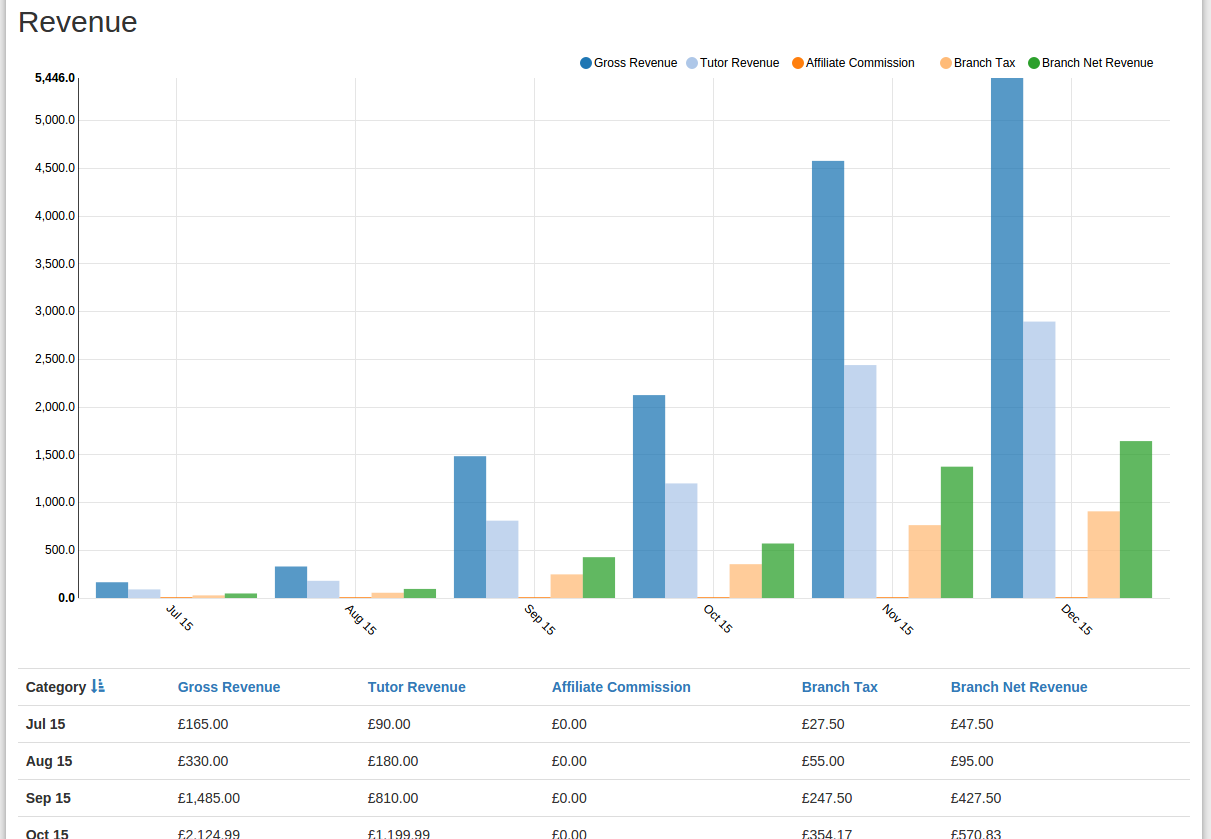 Revenue
Gross Revenue Tutor Revenue Affiliate Commission Branch Tax Branch Net Revenue
5,446.0
5,000.0
4,500.0
4,000.0
3,500.0
3,000.0
2,500.0
2,000.0
1,500.0
1,000.0
500.0
0.0
Jul 15 Aug 15 Sep 15 Oct 15 Nov 15 Dec 15
Category Gross Revenue Tutor Revenue Affiliate Commission Branch Tax Branch Net Revenue
Jul 15 £165.00 £90.00 £0.00 £27.50 £47.50
Aug 15 £330.00 £180.00 £0.00 £55.00 £95.00
Sep 15 £1,485.00 £810.00 £0.00 £247.50 £427.50
Oct 15 £2,124.99 £1,199.99 £0.00 £354.17 £570.83